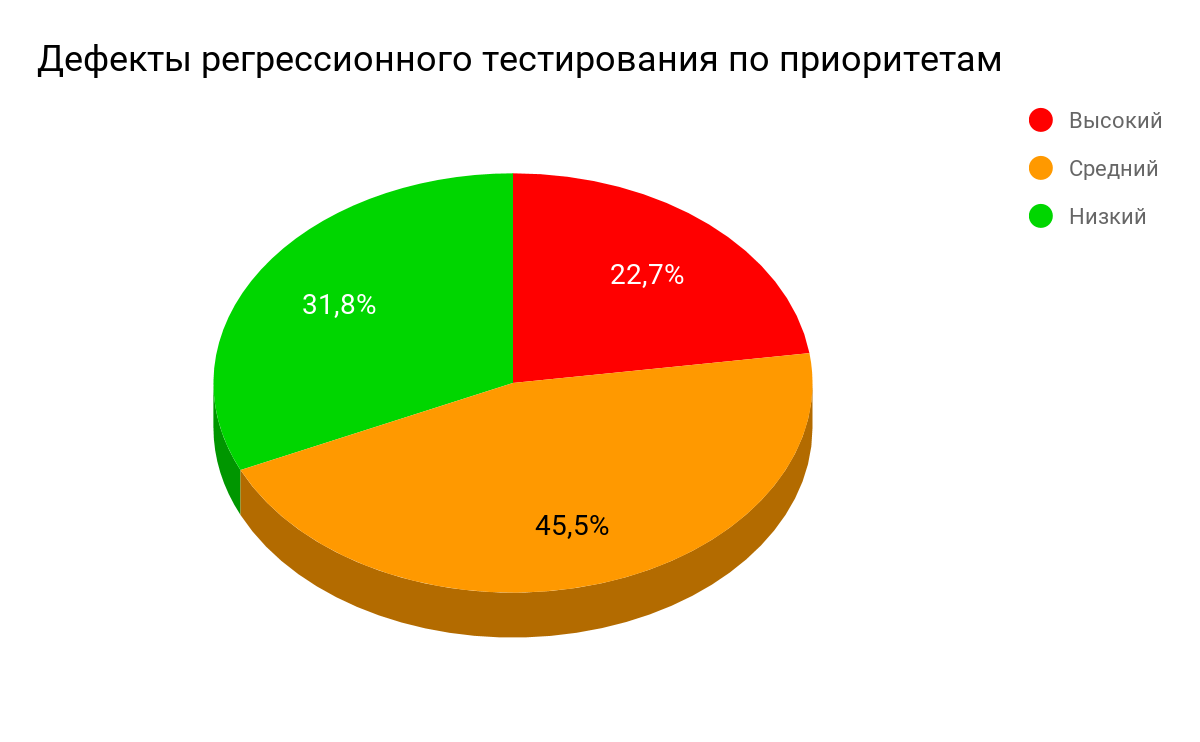 Дефекты регрессионного тестирования по приоритетам
Высокий
Средний
Низкий
22,7%
31,8%
45,5%